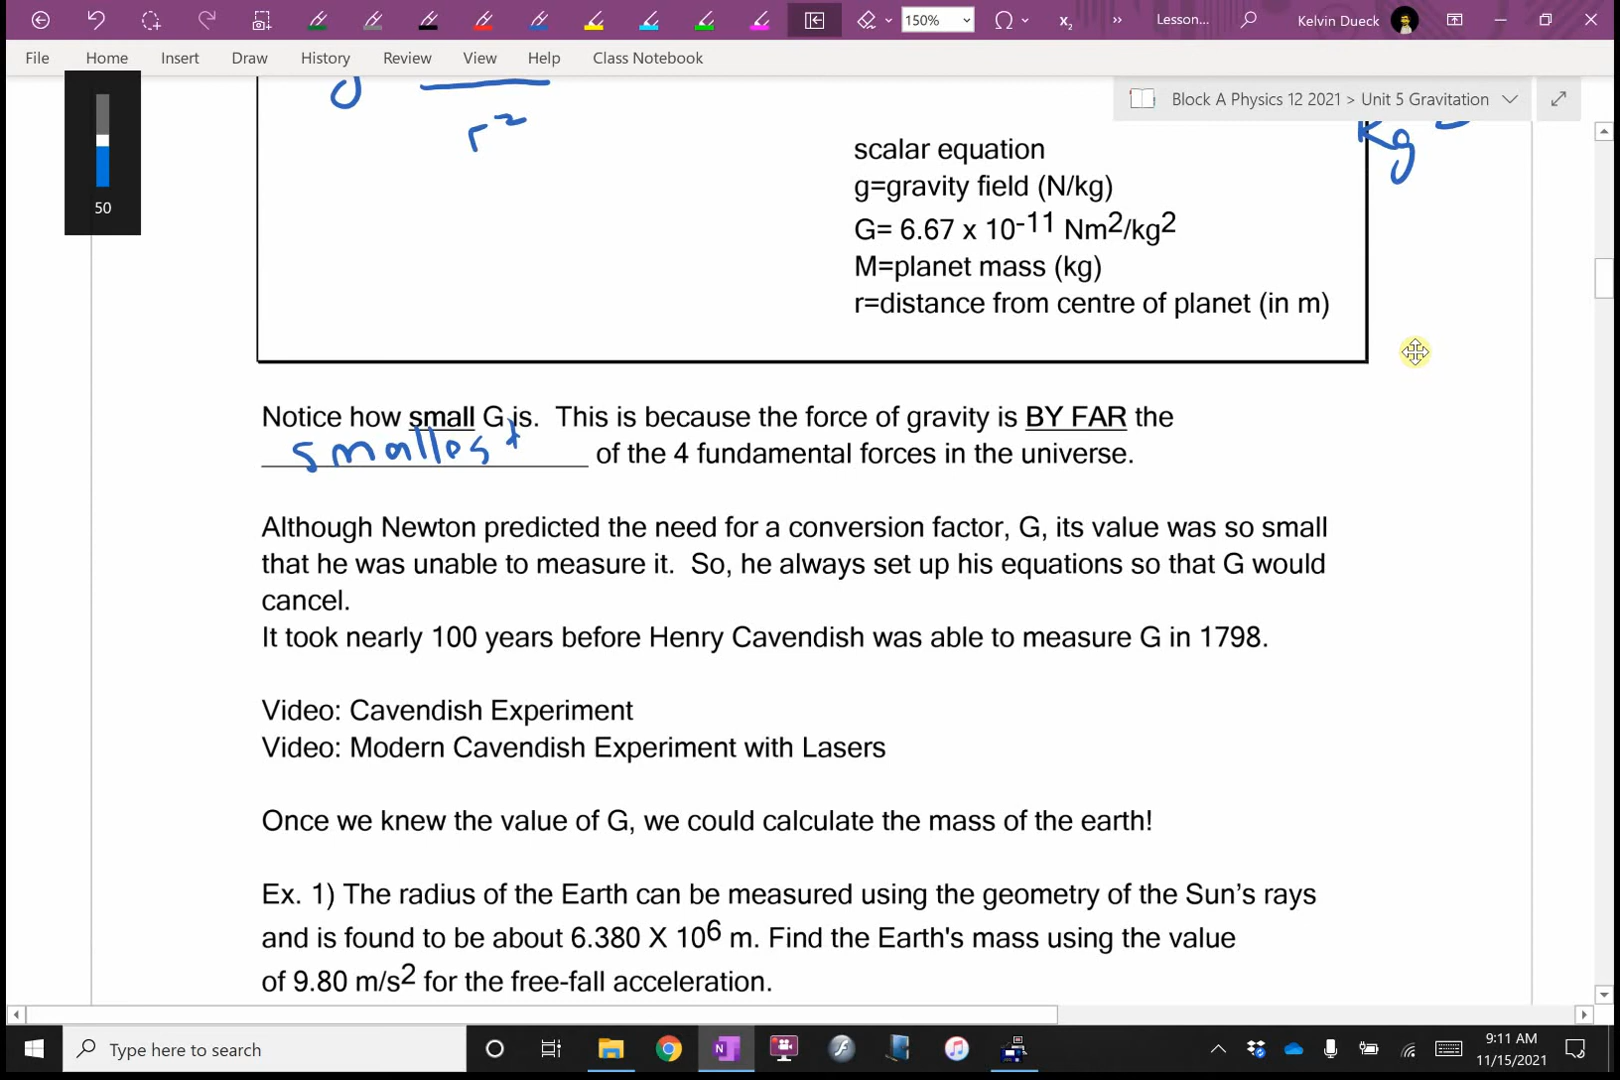 150%
x₂
Lesson...
Kelvin Dueck
File Home Insert Draw History Review View Help Class Notebook
50
Block A Physics 12 2021 > Unit 5 Gravitation
g
r²
kg
scalar equation
g=gravity field (N/kg)
G= 6.67 x 10⁻¹¹ Nm²/kg²
M=planet mass (kg)
r=distance from centre of planet (in m)
Notice how small G is.  This is because the force of gravity is BY FAR the
smallest of the 4 fundamental forces in the universe.
Although Newton predicted the need for a conversion factor, G, its value was so small
that he was unable to measure it.  So, he always set up his equations so that G would
cancel.
It took nearly 100 years before Henry Cavendish was able to measure G in 1798.
Video: Cavendish Experiment
Video: Modern Cavendish Experiment with Lasers
Once we knew the value of G, we could calculate the mass of the earth!
Ex. 1) The radius of the Earth can be measured using the geometry of the Sun’s rays
and is found to be about 6.380 X 10⁶ m. Find the Earth's mass using the value
of 9.80 m/s² for the free-fall acceleration.
Type here to search
9:11 AM
11/15/2021